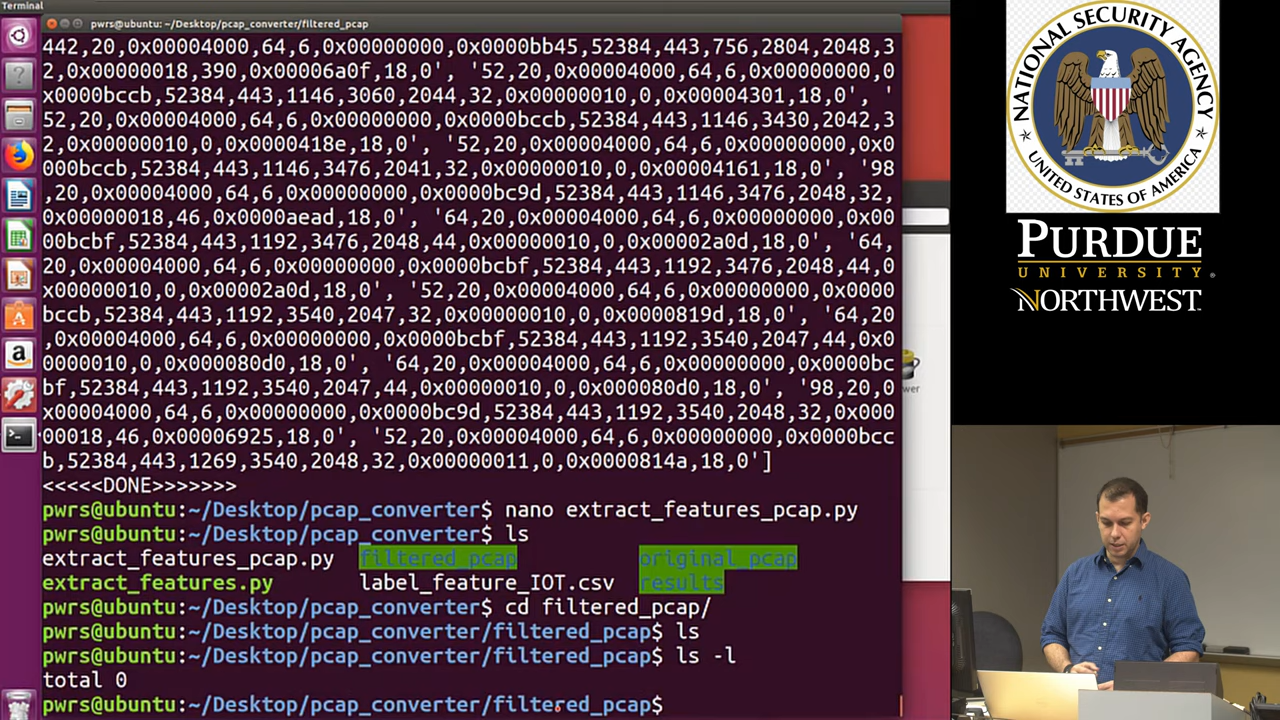 Terminal
pwrs@ubuntu: ~/Desktop/pcap_converter/filtered_pcap
442,20,0x00004000,64,6,0x00000000,0x0000bb45,52384,443,756,2804,2048,3
2,0x00000018,390,0x00006a0f,18,0', '52,20,0x00004000,64,6,0x00000000,0
x0000bccb,52384,443,1146,3060,2044,32,0x00000010,0,0x00004301,18,0', '
52,20,0x00004000,64,6,0x00000000,0x0000bccb,52384,443,1146,3430,2042,3
2,0x00000010,0,0x0000418e,18,0', '52,20,0x00004000,64,6,0x00000000,0x0
000bccb,52384,443,1146,3476,2041,32,0x00000010,0,0x00004161,18,0', '98
,20,0x00004000,64,6,0x00000000,0x0000bc9d,52384,443,1146,3476,2048,32,
0x00000018,46,0x0000aead,18,0', '64,20,0x00004000,64,6,0x00000000,0x00
00bcbf,52384,443,1192,3476,2048,44,0x00000010,0,0x00002a0d,18,0', '64,
20,0x00004000,64,6,0x00000000,0x0000bcbf,52384,443,1192,3476,2048,44,0
x00000010,0,0x00002a0d,18,0', '52,20,0x00004000,64,6,0x00000000,0x0000
bccb,52384,443,1192,3540,2047,32,0x00000010,0,0x0000819d,18,0', '64,20
,0x00004000,64,6,0x00000000,0x0000bcbf,52384,443,1192,3540,2047,44,0x0
0000010,0,0x000080d0,18,0', '64,20,0x00004000,64,6,0x00000000,0x0000bc
bf,52384,443,1192,3540,2047,44,0x00000010,0,0x000080d0,18,0', '98,20,0
x00004000,64,6,0x00000000,0x0000bc9d,52384,443,1192,3540,2048,32,0x000
00018,46,0x00006925,18,0', '52,20,0x00004000,64,6,0x00000000,0x0000bcc
b,52384,443,1269,3540,2048,32,0x00000011,0,0x0000814a,18,0']
<<<<<DONE>>>>>>>
pwrs@ubuntu:~/Desktop/pcap_converter$ nano extract_features_pcap.py
pwrs@ubuntu:~/Desktop/pcap_converter$ ls
extract_features_pcap.py filtered_pcap original_pcap
extract_features.py label_feature_IOT.csv results
pwrs@ubuntu:~/Desktop/pcap_converter$ cd filtered_pcap/
pwrs@ubuntu:~/Desktop/pcap_converter/filtered_pcap$ ls
pwrs@ubuntu:~/Desktop/pcap_converter/filtered_pcap$ ls -l
total 0
pwrs@ubuntu:~/Desktop/pcap_converter/filtered_pcap$
NATIONAL SECURITY AGENCY
UNITED STATES OF AMERICA
PURDUE
UNIVERSITY
NORTHWEST